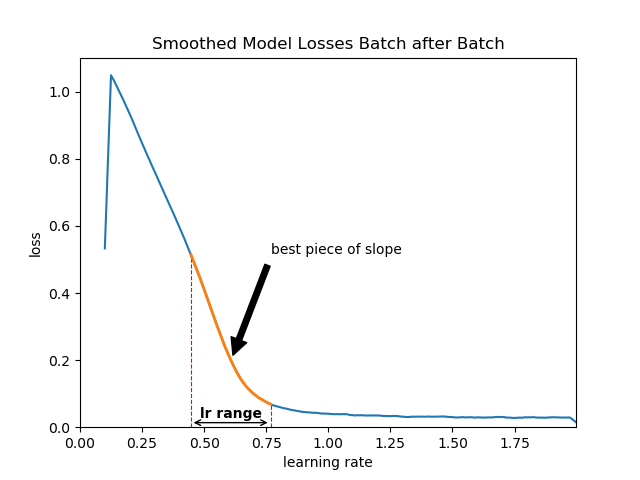 Smoothed Model Losses Batch after Batch
1.0
0.8
0.6
best piece of slope
loss
0.4
0.2
lr range
0.0
0.00 0.25 0.50 0.75 1.00 1.25 1.50 1.75
learning rate